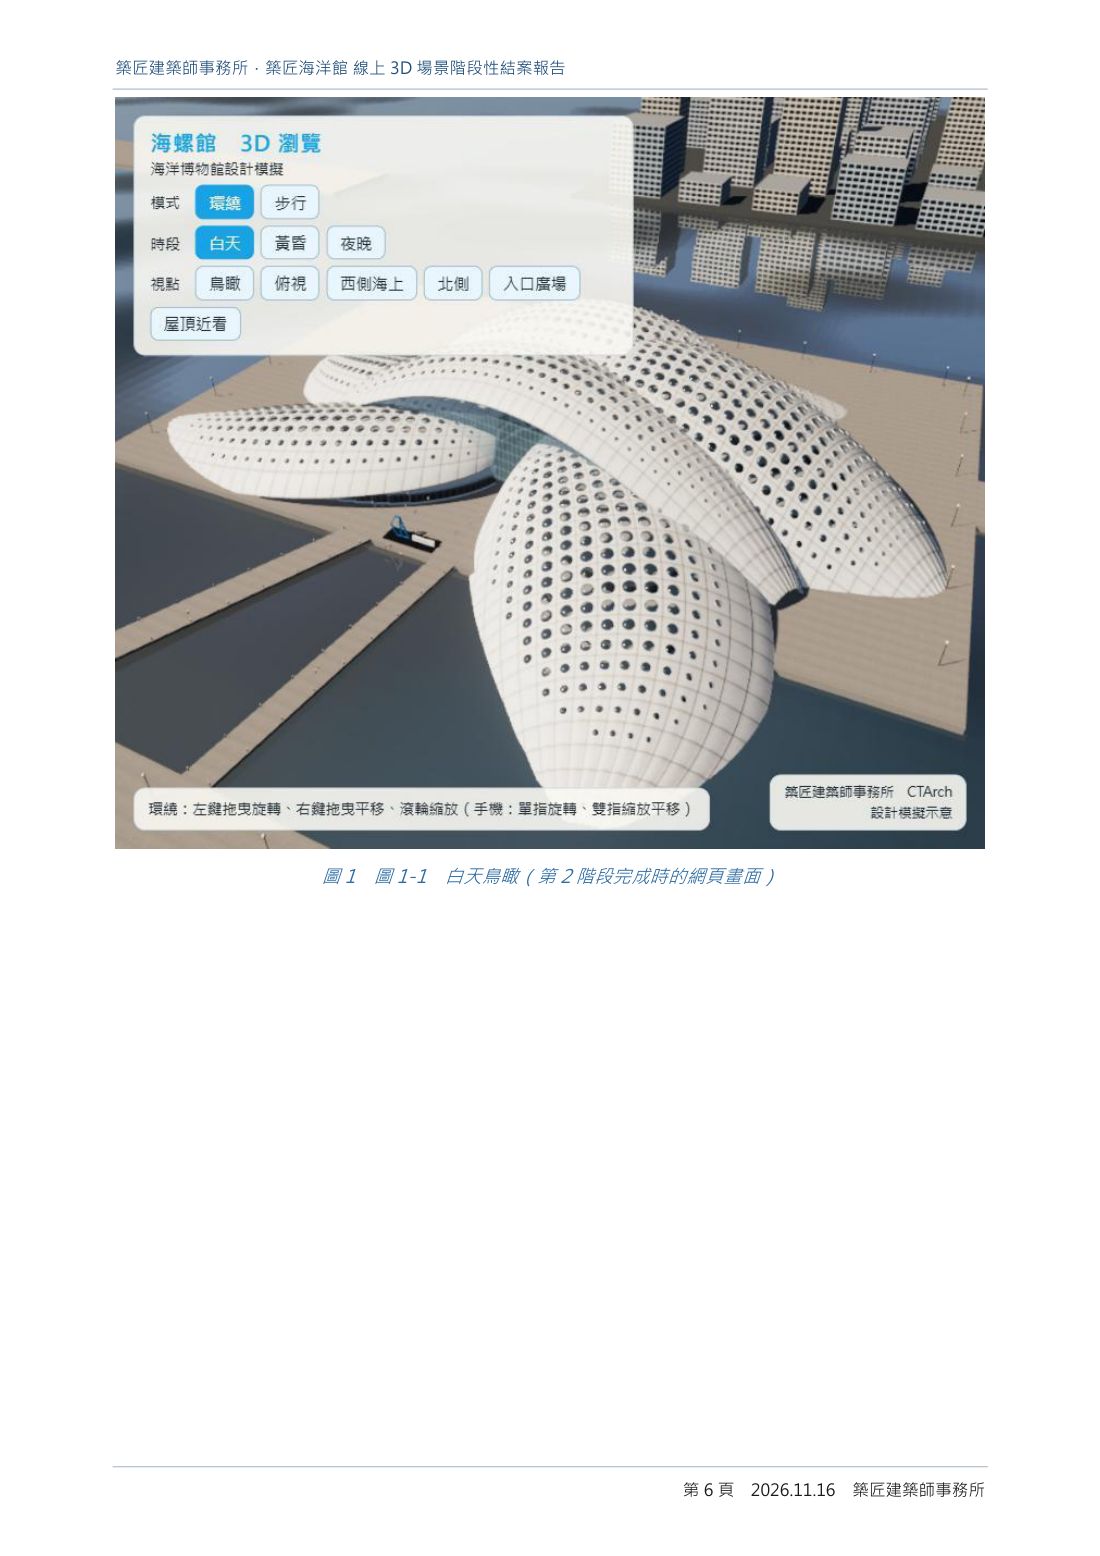 築匠建築師事務所．築匠海洋館 線上 3D 場景階段性結案報告
海螺館　3D 瀏覽
海洋博物館設計模擬
模式 環繞 步行
時段 白天 黃昏 夜晚
視點 鳥瞰 俯視 西側海上 北側 入口廣場
屋頂近看
環繞：左鍵拖曳旋轉、右鍵拖曳平移、滾輪縮放（手機：單指旋轉、雙指縮放平移）
築匠建築師事務所　CTArch
設計模擬示意
圖 1　圖 1-1　白天鳥瞰（第 2 階段完成時的網頁畫面）
第 6 頁　2026.11.16　築匠建築師事務所